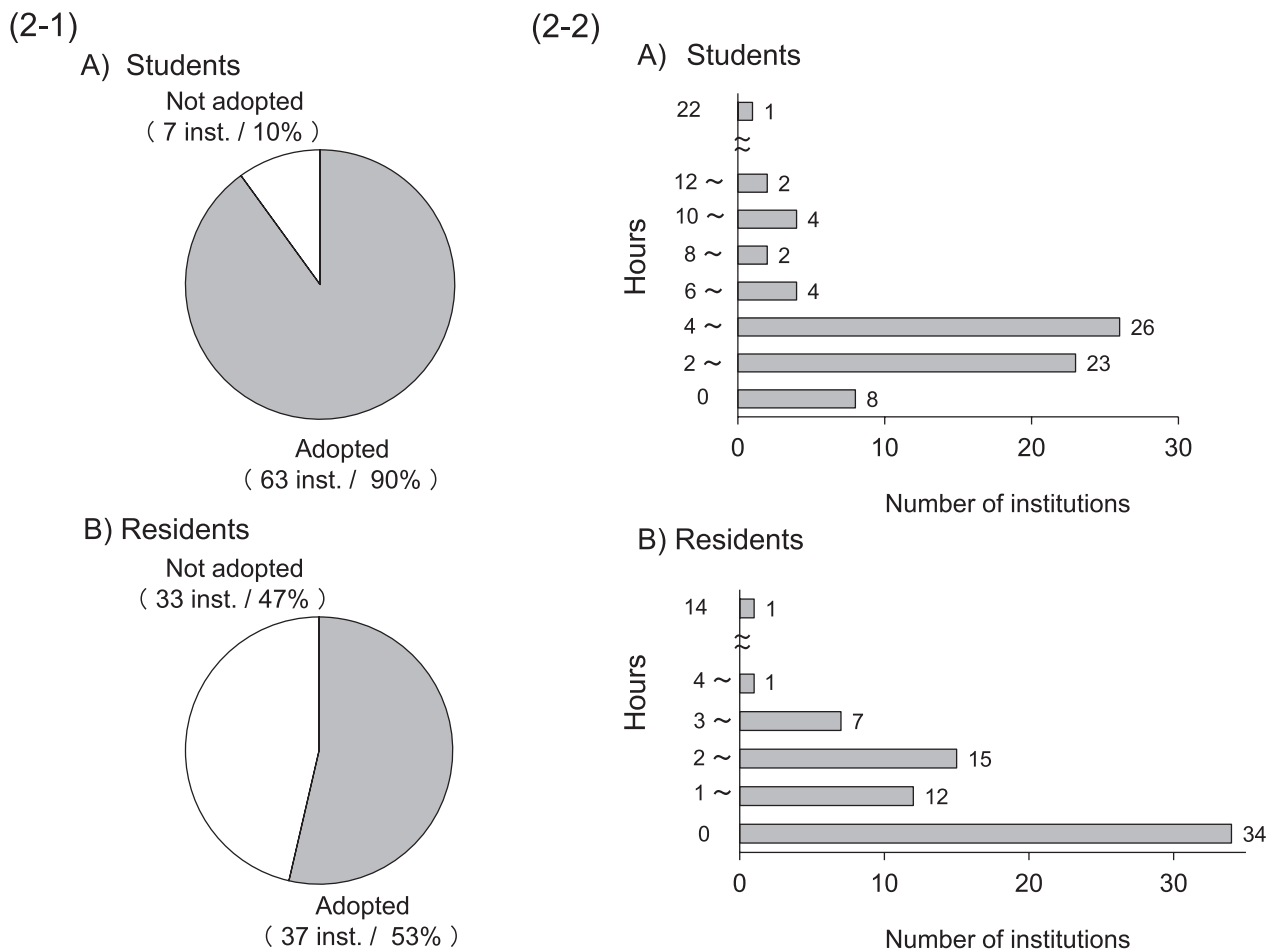 (2-1)
A) Students
Not adopted
( 7 inst. / 10% )
Adopted
( 63 inst. / 90% )
B) Residents
Not adopted
( 33 inst. / 47% )
Adopted
( 37 inst. / 53% )
(2-2)
A) Students
Hours
22 1
12 ~ 2
10 ~ 4
8 ~ 2
6 ~ 4
4 ~ 26
2 ~ 23
0 8
0 10 20 30
Number of institutions
B) Residents
Hours
14 1
4 ~ 1
3 ~ 7
2 ~ 15
1 ~ 12
0 34
0 10 20 30
Number of institutions